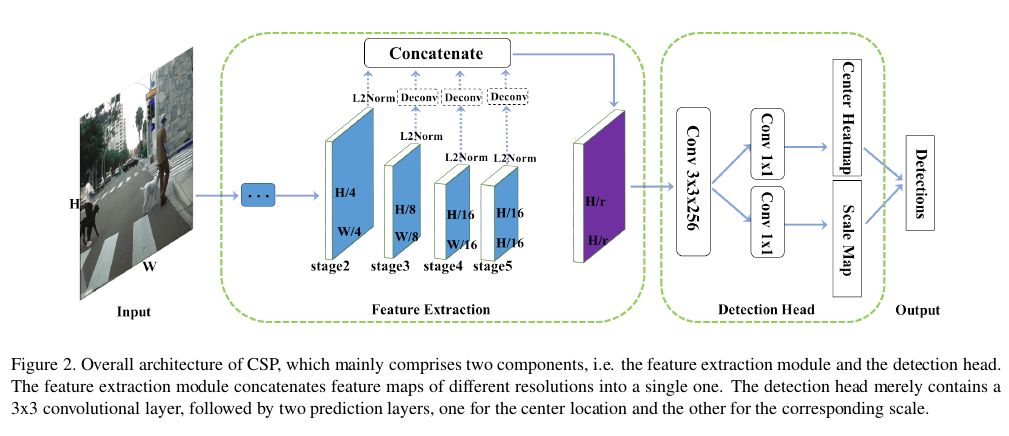 Concatenate
L2Norm Deconv Deconv Deconv
L2Norm
L2Norm L2Norm
H
W
Input
...
H/4
W/4
stage2
H/8
W/8
stage3
H/16
W/16
stage4
H/16
H/16
stage5
Feature Extraction
H/r
H/r
Conv 3x3x256
Conv 1x1
Conv 1x1
Center Heatmap
Scale Map
Detection Head
Detections
Output
Figure 2. Overall architecture of CSP, which mainly comprises two components, i.e. the feature extraction module and the detection head.
The feature extraction module concatenates feature maps of different resolutions into a single one. The detection head merely contains a
3x3 convolutional layer, followed by two prediction layers, one for the center location and the other for the corresponding scale.